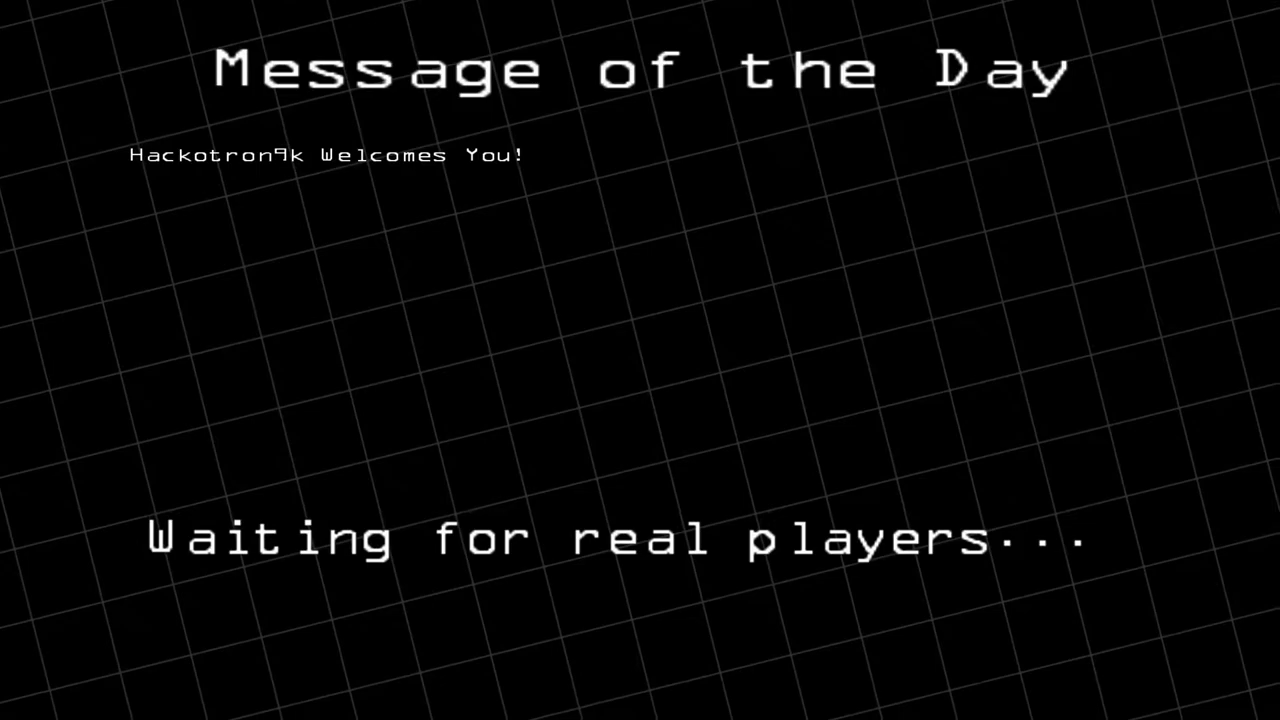 Message of the Day
Hackotron9k Welcomes You!
Waiting for real players...